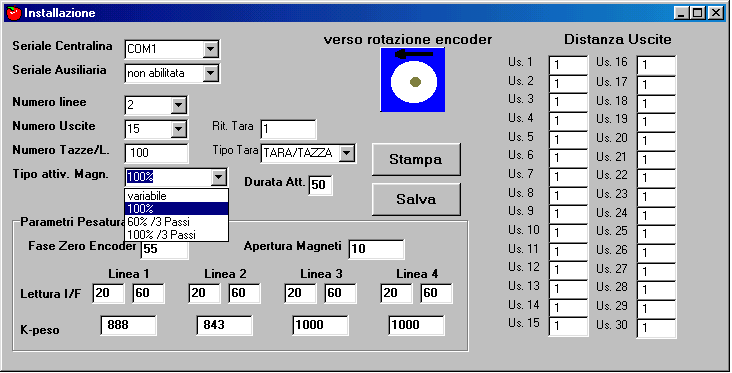 Installazione
Seriale Centralina COM1
Seriale Ausiliaria non abilitata
Numero linee 2
Numero Uscite 15 Rit. Tara 1
Numero Tazze/L. 100 Tipo Tara TARA/TAZZA
Tipo attiv. Magn. 100% Durata Att. 50
variabile
100%
60% /3 Passi
100% /3 Passi
verso rotazione encoder
Stampa
Salva
Parametri Pesatura
Fase Zero Encoder 55 Apertura Magneti 10
Linea 1 Linea 2 Linea 3 Linea 4
Lettura I/F 20 60 20 60 20 60 20 60
K-peso 888 843 1000 1000
Distanza Uscite
Us. 1 1 Us. 16 1
Us. 2 1 Us. 17 1
Us. 3 1 Us. 18 1
Us. 4 1 Us. 19 1
Us. 5 1 Us. 20 1
Us. 6 1 Us. 21 1
Us. 7 1 Us. 22 1
Us. 8 1 Us. 23 1
Us. 9 1 Us. 24 1
Us. 10 1 Us. 25 1
Us. 11 1 Us. 26 1
Us. 12 1 Us. 27 1
Us. 13 1 Us. 28 1
Us. 14 1 Us. 29 1
Us. 15 1 Us. 30 1